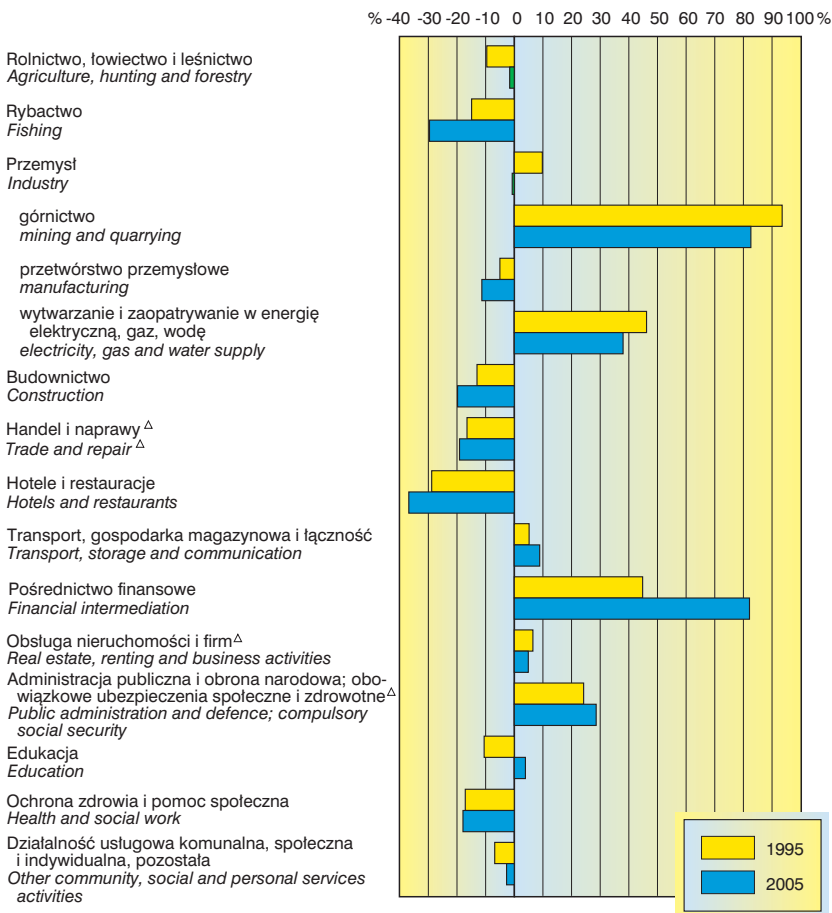 % -40 -30 -20 -10 0 10 20 30 40 50 60 70 80 90 100 %
Rolnictwo, łowiectwo i leśnictwo
Agriculture, hunting and forestry
Rybactwo
Fishing
Przemysł
Industry
górnictwo
mining and quarrying
przetwórstwo przemysłowe
manufacturing
wytwarzanie i zaopatrywanie w energię
elektryczną, gaz, wodę
electricity, gas and water supply
Budownictwo
Construction
Handel i naprawy Δ
Trade and repair Δ
Hotele i restauracje
Hotels and restaurants
Transport, gospodarka magazynowa i łączność
Transport, storage and communication
Pośrednictwo finansowe
Financial intermediation
Obsługa nieruchomości i firm Δ
Real estate, renting and business activities
Administracja publiczna i obrona narodowa; obo-
wiązkowe ubezpieczenia społeczne i zdrowotne Δ
Public administration and defence; compulsory
social security
Edukacja
Education
Ochrona zdrowia i pomoc społeczna
Health and social work
Działalność usługowa komunalna, społeczna
i indywidualna, pozostała
Other community, social and personal services
activities
1995
2005